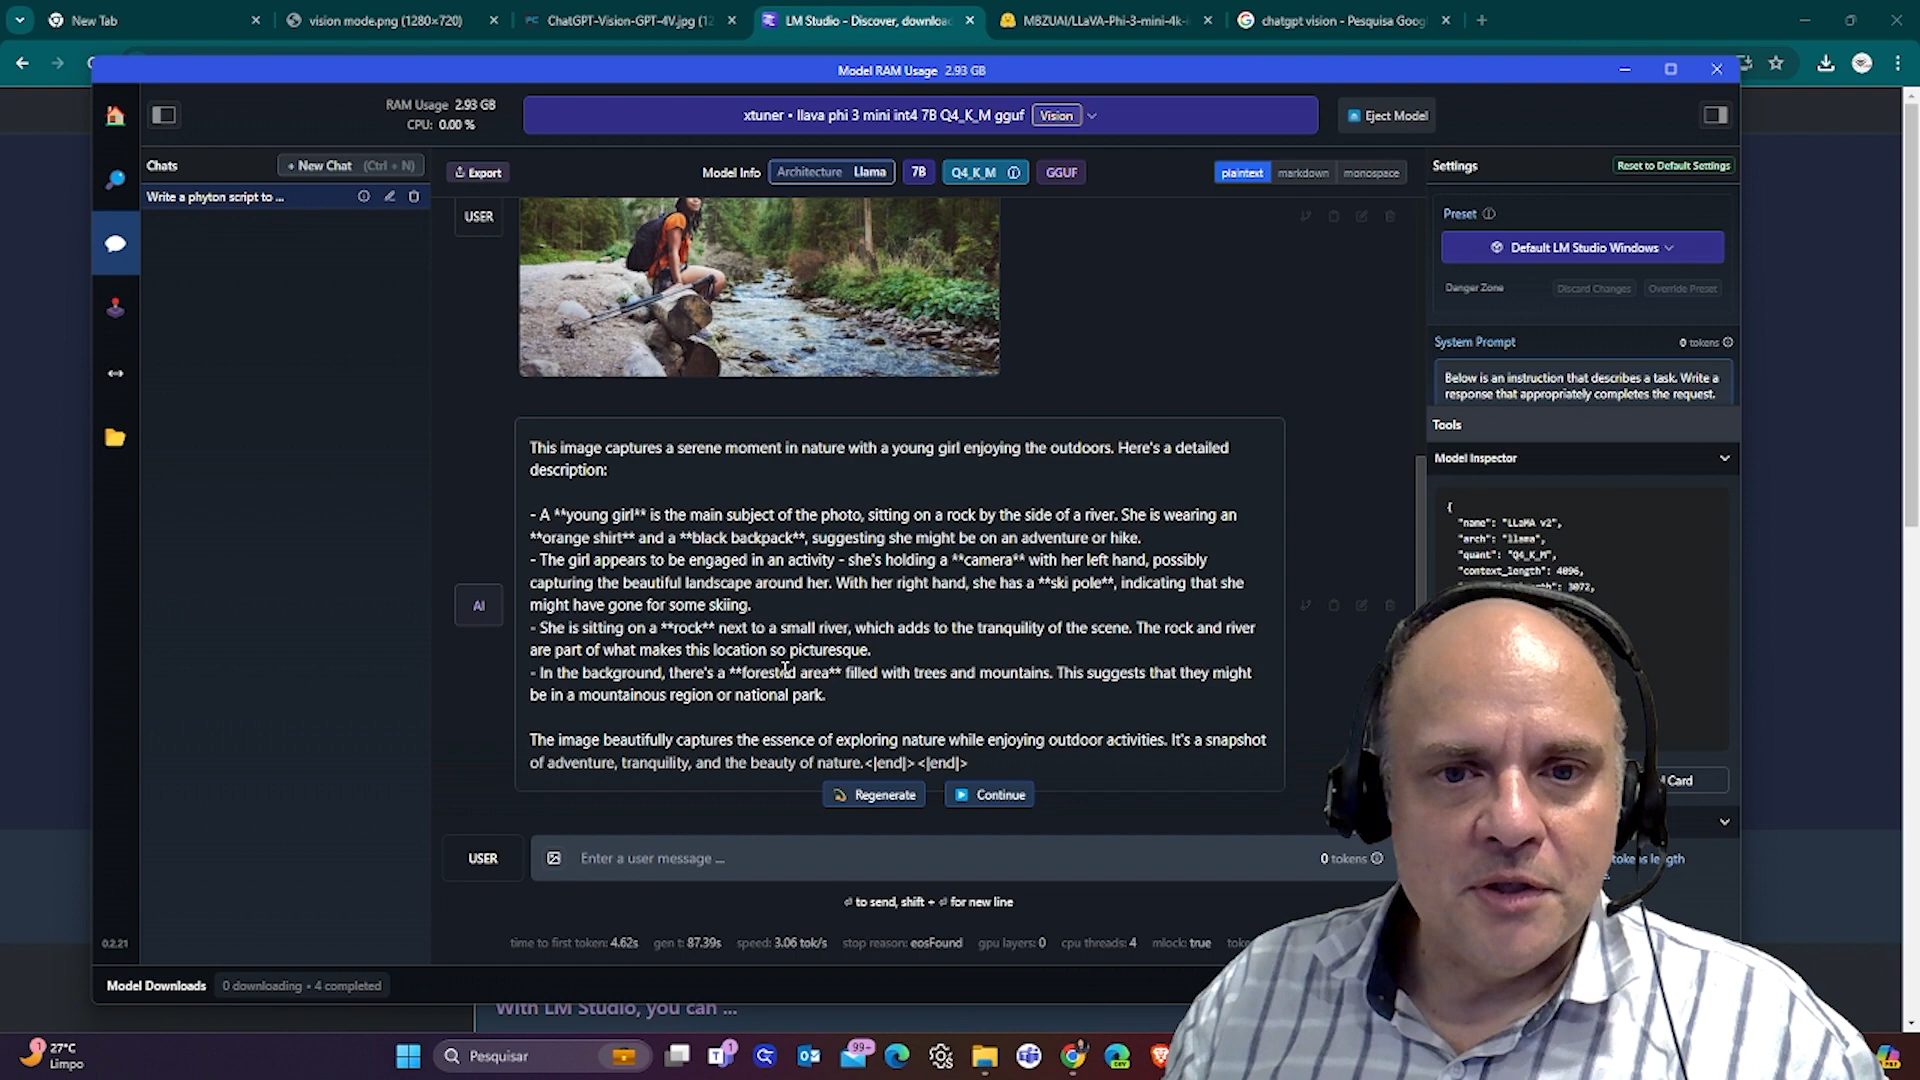 New Tab
vision mode.png (1280×720)
ChatGPT-Vision-GPT-4V.jpg (12
LM Studio - Discover, download
MBZUAI/LLaVA-Phi-3-mini-4k-i
chatgpt vision - Pesquisa Goog
Model RAM Usage 2.93 GB
RAM Usage 2.93 GB
CPU: 0.00 %
xtuner • llava phi 3 mini int4 7B Q4_K_M gguf Vision
Eject Model
Chats
+ New Chat (Ctrl + N)
Export
Model Info Architecture Llama 7B Q4_K_M GGUF
plaintext markdown monospace
Settings
Reset to Default Settings
Write a phyton script to ...
USER
Preset
Default LM Studio Windows
Danger Zone Discard Changes Override Preset
System Prompt 0 tokens
Below is an instruction that describes a task. Write a
response that appropriately completes the request.
Tools
Model Inspector
{
"name": "LLaMA v2",
"arch": "llama",
"quant": "Q4_K_M",
"context_length": 4096,
3072,
This image captures a serene moment in nature with a young girl enjoying the outdoors. Here's a detailed
description:
- A **young girl** is the main subject of the photo, sitting on a rock by the side of a river. She is wearing an
**orange shirt** and a **black backpack**, suggesting she might be on an adventure or hike.
- The girl appears to be engaged in an activity - she's holding a **camera** with her left hand, possibly
capturing the beautiful landscape around her. With her right hand, she has a **ski pole**, indicating that she
might have gone for some skiing.
- She is sitting on a **rock** next to a small river, which adds to the tranquility of the scene. The rock and river
are part of what makes this location so picturesque.
- In the background, there's a **forested area** filled with trees and mountains. This suggests that they might
be in a mountainous region or national park.
The image beautifully captures the essence of exploring nature while enjoying outdoor activities. It's a snapshot
of adventure, tranquility, and the beauty of nature.<|end|><|end|>
AI
Regenerate
Continue
Card
USER
Enter a user message ...
0 tokens
tokens length
to send, shift + for new line
0.2.21
time to first token: 4.62s gen t: 87.39s speed: 3.06 tok/s stop reason: eosFound gpu layers: 0 cpu threads: 4 mlock: true
Model Downloads 0 downloading • 4 completed
With LM Studio, you can ...
1
27°C
Limpo
Pesquisar
1
99+
DEV